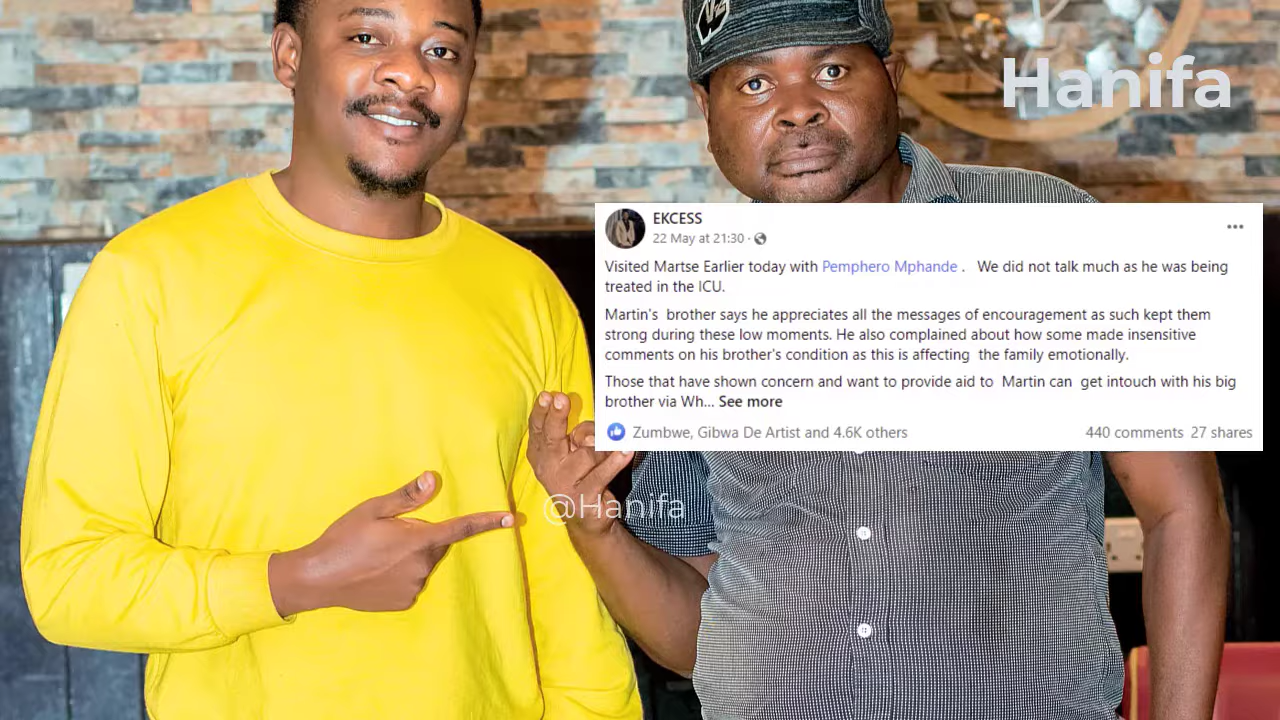 Hanifa
EKCESS
22 May at 21:30 ·
Visited Martse Earlier today with Pemphero Mphande . We did not talk much as he was being
treated in the ICU.
Martin's brother says he appreciates all the messages of encouragement as such kept them
strong during these low moments. He also complained about how some made insensitive
comments on his brother's condition as this is affecting the family emotionally.
Those that have shown concern and want to provide aid to Martin can get intouch with his big
brother via Wh... See more
Zumbwe, Gibwa De Artist and 4.6K others 440 comments 27 shares
@Hanifa